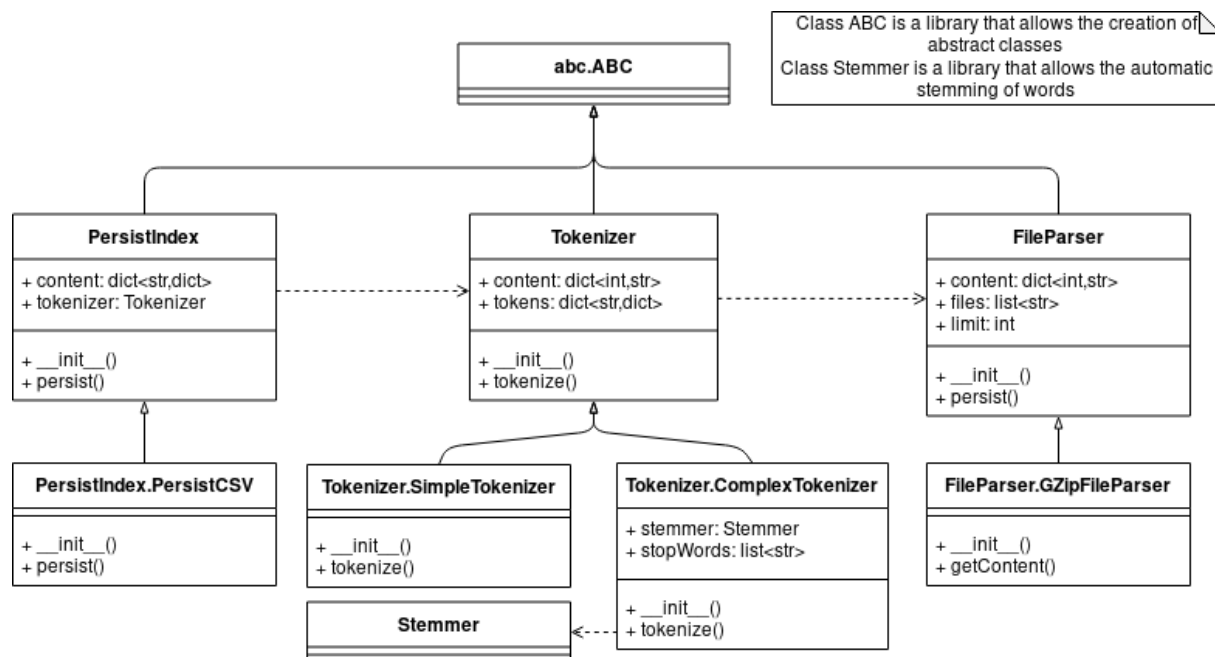 Class ABC is a library that allows the creation of
abstract classes
Class Stemmer is a library that allows the automatic
stemming of words
abc.ABC
PersistIndex
+ content: dict<str,dict>
+ tokenizer: Tokenizer
+ __init__()
+ persist()
Tokenizer
+ content: dict<int,str>
+ tokens: dict<str,dict>
+ __init__()
+ tokenize()
FileParser
+ content: dict<int,str>
+ files: list<str>
+ limit: int
+ __init__()
+ persist()
PersistIndex.PersistCSV
+ __init__()
+ persist()
Tokenizer.SimpleTokenizer
+ __init__()
+ tokenize()
Tokenizer.ComplexTokenizer
+ stemmer: Stemmer
+ stopWords: list<str>
+ __init__()
+ tokenize()
FileParser.GZipFileParser
+ __init__()
+ getContent()
Stemmer